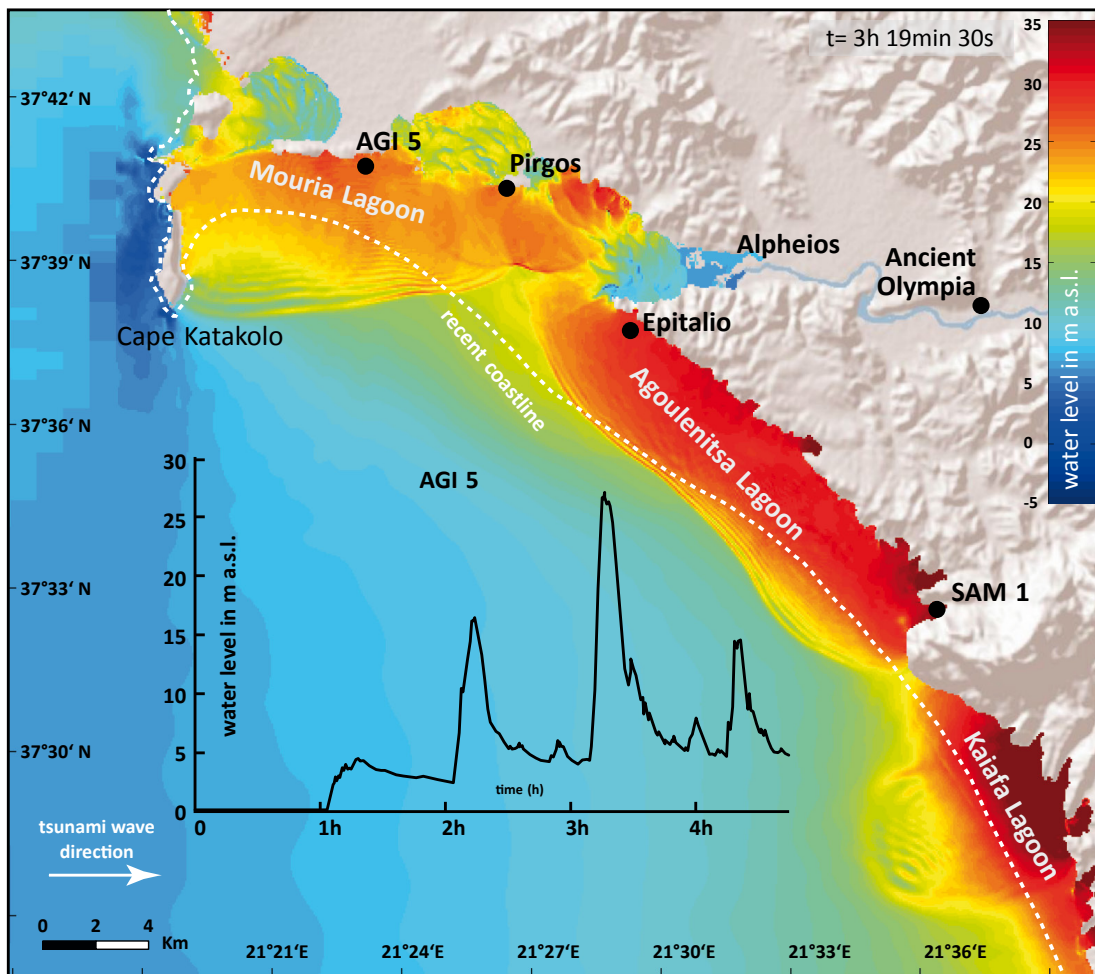 t= 3h 19min 30s
35
30
25
20
15
10
5
0
-5
water level in m a.s.l.
37°42‘ N
37°39‘ N
37°36‘ N
37°33‘ N
37°30‘ N
AGI 5
Pirgos
Mouria Lagoon
Alpheios
Ancient
Olympia
Cape Katakolo
Epitalio
recent coastline
Agoulenitsa Lagoon
SAM 1
Kaiafa Lagoon
AGI 5
water level in m a.s.l.
30
25
20
15
10
5
0
time (h)
0 1h 2h 3h 4h
tsunami wave
direction
0 2 4
Km
21°21‘E 21°24‘E 21°27‘E 21°30‘E 21°33‘E 21°36‘E